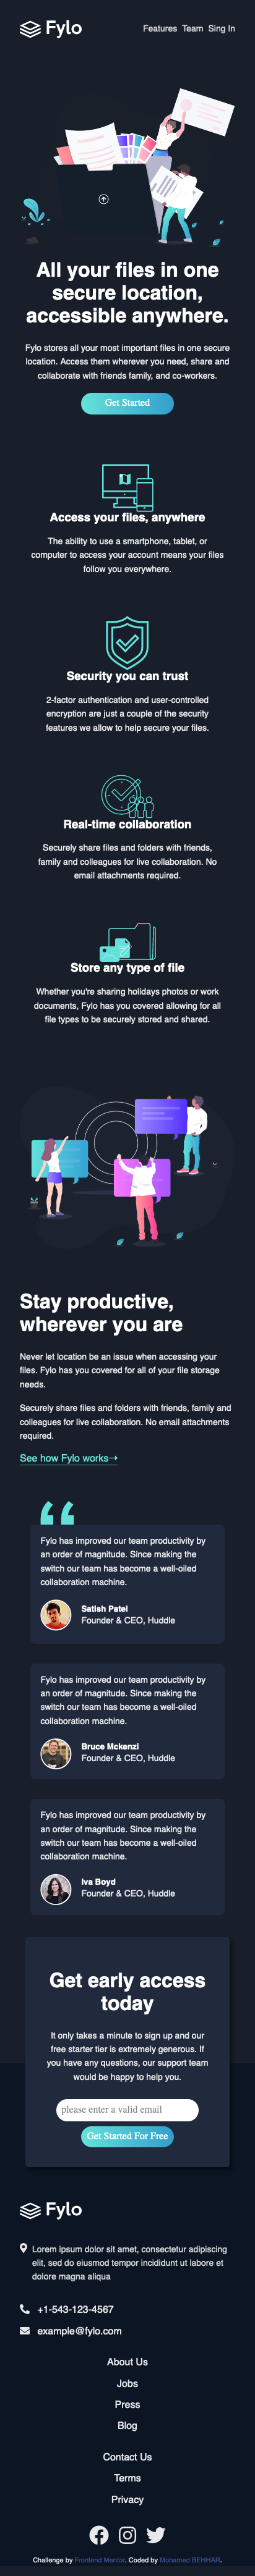 Fylo
Features Team Sing In
All your files in one
secure location,
accessible anywhere.
Fylo stores all your most important files in one secure
location. Access them wherever you need, share and
collaborate with friends family, and co-workers.
Get Started
Access your files, anywhere
The ability to use a smartphone, tablet, or
computer to access your account means your files
follow you everywhere.
Security you can trust
2-factor authentication and user-controlled
encryption are just a couple of the security
features we allow to help secure your files.
Real-time collaboration
Securely share files and folders with friends,
family and colleagues for live collaboration. No
email attachments required.
Store any type of file
Whether you're sharing holidays photos or work
documents, Fylo has you covered allowing for all
file types to be securely stored and shared.
Stay productive,
wherever you are
Never let location be an issue when accessing your
files. Fylo has you covered for all of your file storage
needs.
Securely share files and folders with friends, family and
colleagues for live collaboration. No email attachments
required.
See how Fylo works➝
Fylo has improved our team productivity by
an order of magnitude. Since making the
switch our team has become a well-oiled
collaboration machine.
Satish Patel
Founder & CEO, Huddle
Fylo has improved our team productivity by
an order of magnitude. Since making the
switch our team has become a well-oiled
collaboration machine.
Bruce Mckenzi
Founder & CEO, Huddle
Fylo has improved our team productivity by
an order of magnitude. Since making the
switch our team has become a well-oiled
collaboration machine.
Iva Boyd
Founder & CEO, Huddle
Get early access
today
It only takes a minute to sign up and our
free starter tier is extremely generous. If
you have any questions, our support team
would be happy to help you.
please enter a valid email
Get Started For Free
Fylo
Lorem ipsum dolor sit amet, consectetur adipiscing
elit, sed do eiusmod tempor incididunt ut labore et
dolore magna aliqua
+1-543-123-4567
example@fylo.com
About Us
Jobs
Press
Blog
Contact Us
Terms
Privacy
Challenge by Frontend Mentor. Coded by Mohamed BEHHAR.